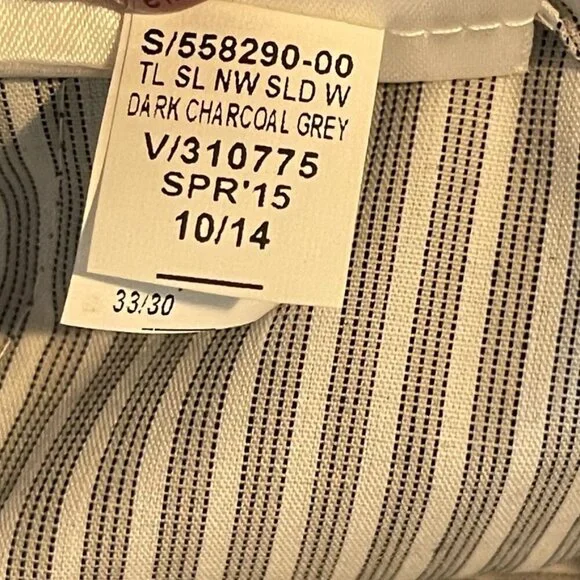 S/558290-00
TL SL NW SLD W
DARK CHARCOAL GREY
V/310775
SPR'15
10/14
33/30